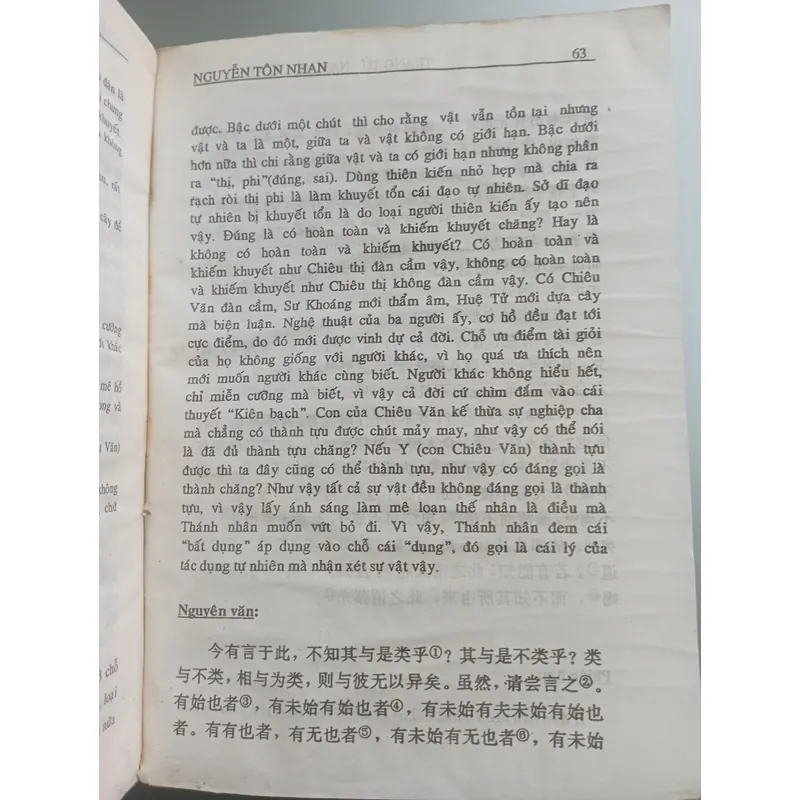 NGUYỄN TÔN NHAN 63
được. Bậc dưới một chút thì cho rằng vật vẫn tồn tại nhưng
vật và ta là một, giữa ta và vật không có giới hạn. Bậc dưới
hơn nữa thì chi rằng giữa vật và ta có giới hạn nhưng không phân
ra “thị, phi”(đúng, sai). Dùng thiên kiến nhỏ hẹp mà chia ra
rạch ròi thị phi là làm khuyết tổn cái đạo tự nhiên. Sở dĩ đạo
tự nhiên bị khuyết tổn là do loại người thiên kiến ấy tạo nên
vậy. Đúng là có hoàn toàn và khiếm khuyết chăng? Hay là
không có hoàn toàn và khiếm khuyết? Có hoàn toàn và
khiếm khuyết như Chiêu thị đàn cầm vậy, không có hoàn toàn
và khiếm khuyết như Chiêu thị không đàn cầm vậy. Có Chiêu
Văn đàn cầm, Sư Khoáng mới thẩm âm, Huệ Tử mới dựa cây
mà biện luận. Nghệ thuật của ba người ấy, cơ hồ đều đạt tới
cực điểm, do đó mới được vinh dự cả đời. Chỗ ưu điểm tài giỏi
của họ không giống với người khác, vì họ quá ưa thích nên
mới muốn người khác cùng biết. Người khác không hiểu hết,
chỉ miễn cưỡng mà biết, vì vậy cả đời cứ chìm đắm vào cái
thuyết “Kiên bạch”. Con của Chiêu Văn kế thừa sự nghiệp cha
mà chẳng có thành tựu được chút mảy may, như vậy có thể nói
là đã đủ thành tựu chăng? Nếu Y (con Chiêu Văn) thành tựu
được thì ta đây cũng có thể thành tựu, như vậy có đáng gọi là
thành chăng? Như vậy tất cả sự vật đều không đáng gọi là thành
tựu, vì vậy lấy ánh sáng làm mê loạn thế nhân là điều mà
Thánh nhân muốn vứt bỏ đi. Vì vậy, Thánh nhân đem cái
“bất dụng” áp dụng vào chỗ cái “dụng”, đó gọi là cái lý của
tác dụng tự nhiên mà nhận xét sự vật vậy.
Nguyên văn:
今有言于此，不知其与是类乎①？其与是不类乎？类
与不类，相与为类，则与彼无以异矣。虽然，请尝言之②。
有始也者③，有未始有始也者④，有未始有夫未始有始也
者。有有也者，有无也者⑤，有未始有无也者⑥，有未始